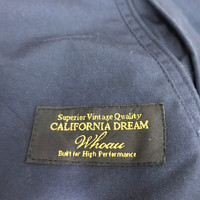 Superior Vintage Quality
CALIFORNIA DREAM
Whoau
Built for High Performance